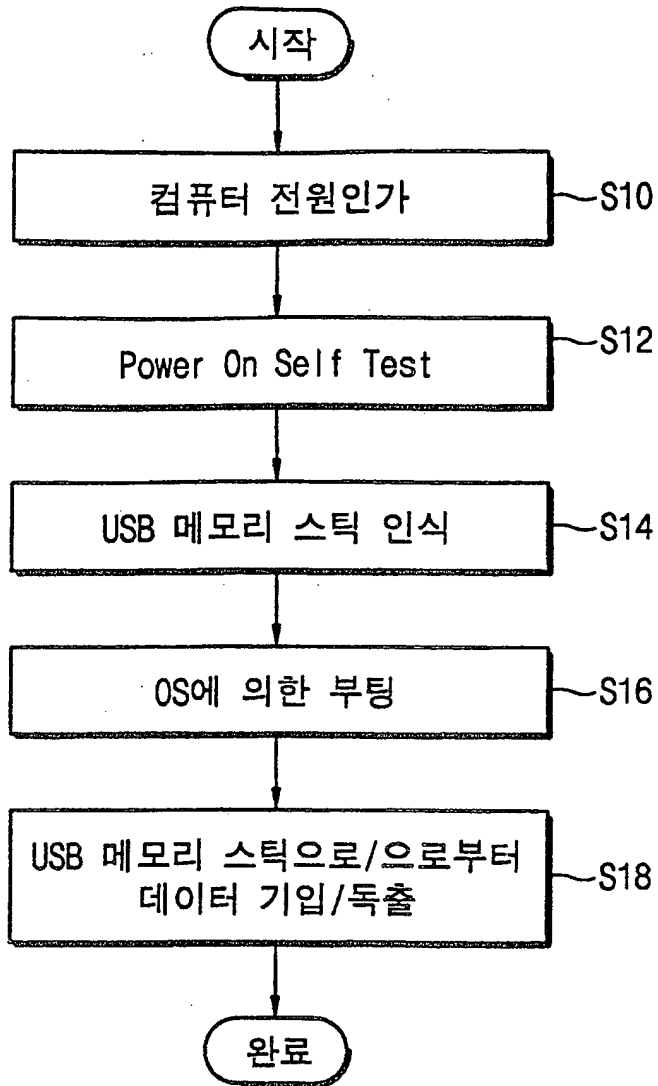 시작
컴퓨터 전원인가
S10
Power On Self Test
S12
USB 메모리 스틱 인식
S14
OS에 의한 부팅
S16
USB 메모리 스틱으로/으로부터
데이터 기입/독출
S18
완료